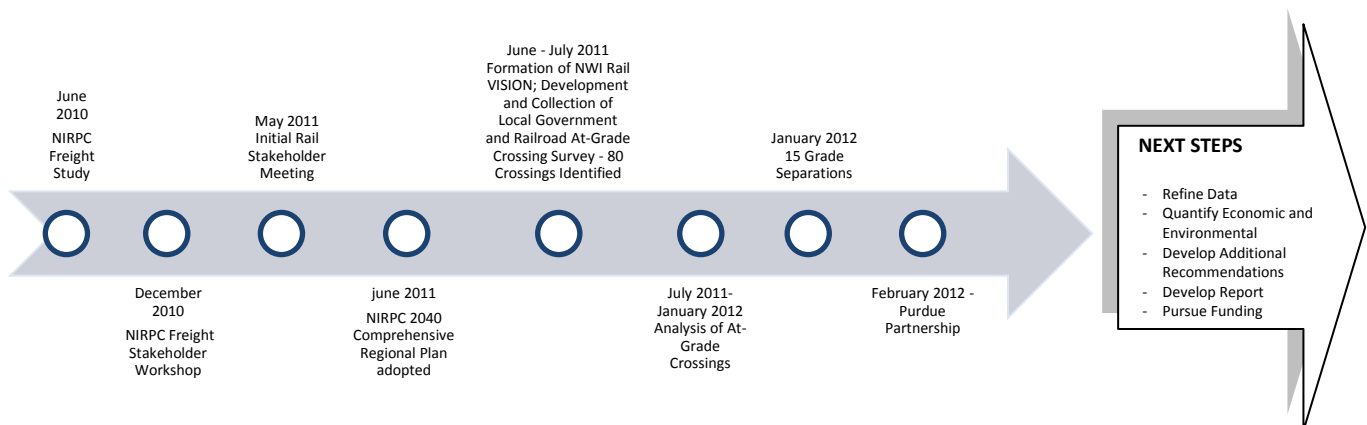 June
2010
NIRPC
Freight
Study
December
2010
NIRPC Freight
Stakeholder
Workshop
May 2011
Initial Rail
Stakeholder
Meeting
june 2011
NIRPC 2040
Comprehensive
Regional Plan
adopted
June - July 2011
Formation of NWI Rail
VISION; Development
and Collection of
Local Government
and Railroad At-Grade
Crossing Survey - 80
Crossings Identified
July 2011-
January 2012
Analysis of At-
Grade
Crossings
January 2012
15 Grade
Separations
February 2012 -
Purdue
Partnership
NEXT STEPS
- Refine Data
- Quantify Economic and
Environmental
- Develop Additional
Recommendations
- Develop Report
- Pursue Funding